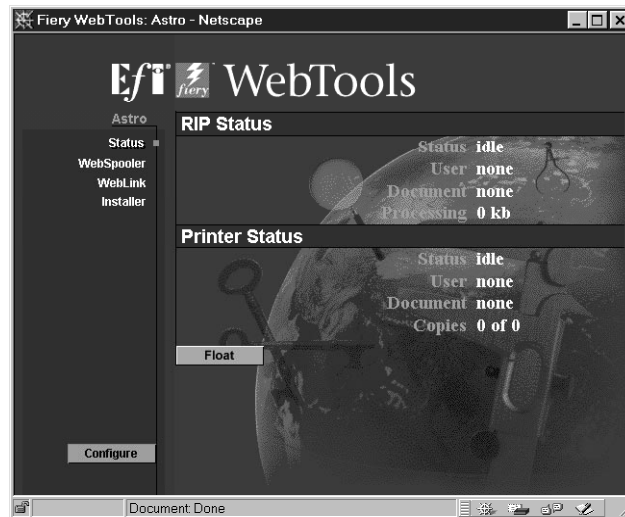 Fiery WebTools: Astro - Netscape
Efi fiery WebTools
Astro
Status
WebSpooler
WebLink
Installer
Configure
RIP Status
Status idle
User none
Document none
Processing 0 kb
Printer Status
Status idle
User none
Document none
Copies 0 of 0
Float
Document: Done